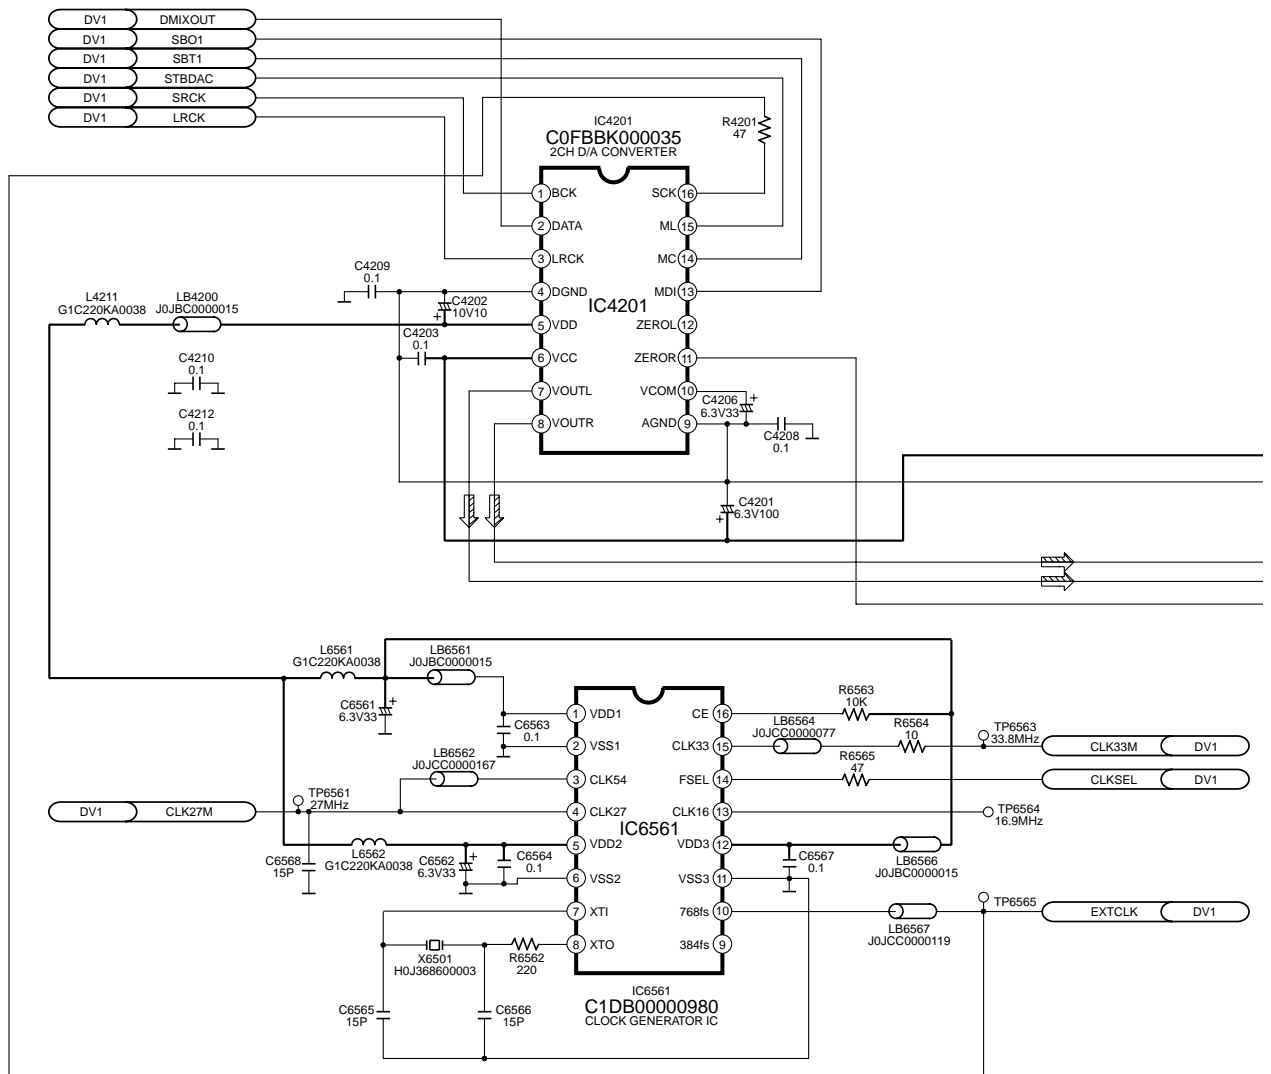 DV1 DMIXOUT
DV1 SBO1
DV1 SBT1
DV1 STBDAC
DV1 SRCK
DV1 LRCK
IC4201
C0FBBK000035
2CH D/A CONVERTER
R4201
47
1 BCK
2 DATA
3 LRCK
4 DGND
5 VDD
6 VCC
7 VOUTL
8 VOUTR
IC4201
SCK 16
ML 15
MC 14
MDI 13
ZEROL 12
ZEROR 11
VCOM 10
AGND 9
C4209
0.1
C4202
10V10
+
C4203
0.1
L4211
G1C220KA0038
LB4200
J0JBC0000015
C4210
0.1
C4212
0.1
C4206
6.3V33
+
C4208
0.1
C4201
6.3V100
+
L6561
G1C220KA0038
LB6561
J0JBC0000015
C6561
6.3V33
+
C6563
0.1
LB6562
J0JCC0000167
TP6561
27MHz
DV1 CLK27M
C6568
15P
L6562
G1C220KA0038
C6562
6.3V33
+
C6564
0.1
X6501
H0J368600003
R6562
220
C6565
15P
C6566
15P
1 VDD1
2 VSS1
3 CLK54
4 CLK27
5 VDD2
6 VSS2
7 XTI
8 XTO
IC6561
CE 16
CLK33 15
FSEL 14
CLK16 13
VDD3 12
VSS3 11
768fs 10
384fs 9
IC6561
C1DB00000980
CLOCK GENERATOR IC
R6563
10K
LB6564
J0JCC0000077
R6564
10
R6565
47
TP6563
33.8MHz
CLK33M DV1
CLKSEL DV1
TP6564
16.9MHz
C6567
0.1
LB6566
J0JBC0000015
TP6565
EXTCLK DV1
LB6567
J0JCC0000119